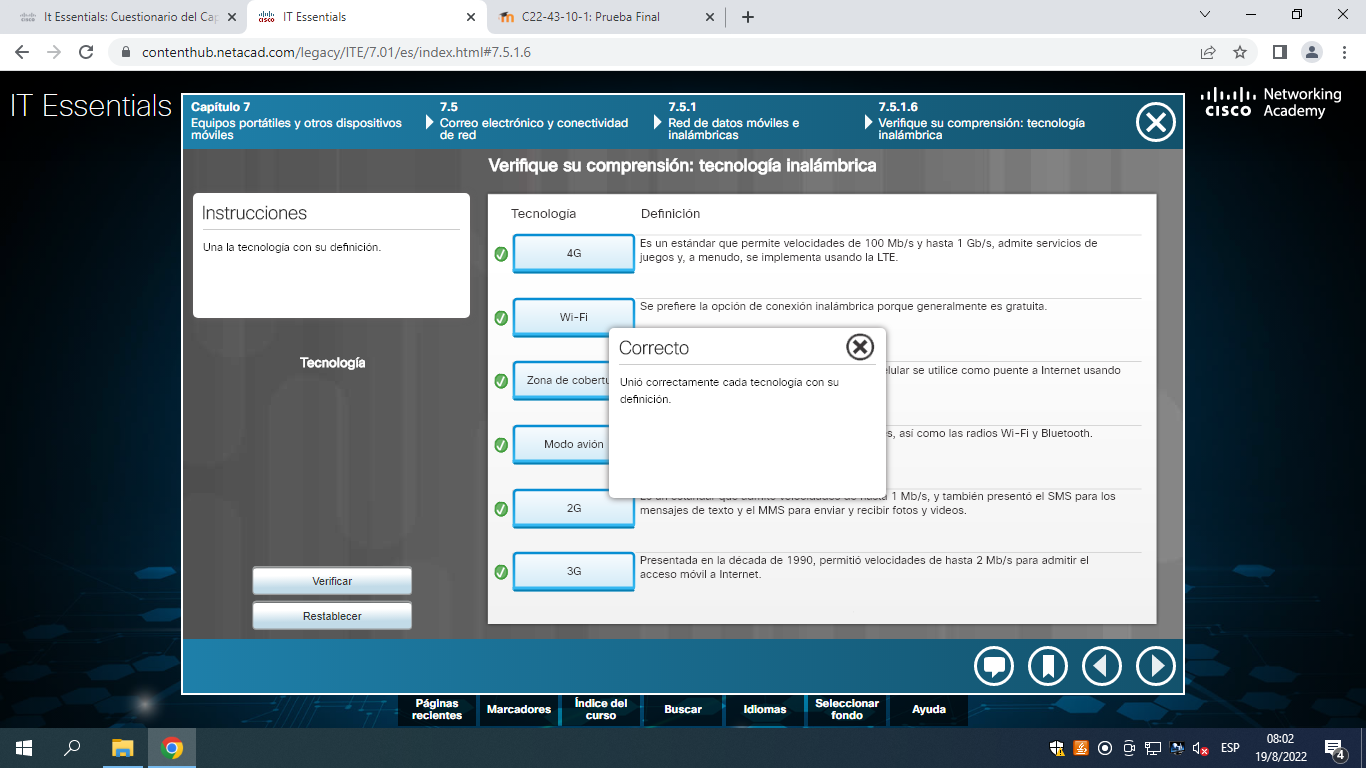 It Essentials: Cuestionario del Cap
IT Essentials
C22-43-10-1: Prueba Final
contenthub.netacad.com/legacy/ITE/7.01/es/index.html#7.5.1.6
IT Essentials
Capítulo 7
Equipos portátiles y otros dispositivos
móviles
7.5
Correo electrónico y conectividad
de red
7.5.1
Red de datos móviles e
inalámbricas
7.5.1.6
Verifique su comprensión: tecnología
inalámbrica
Networking
CISCO Academy
Verifique su comprensión: tecnología inalámbrica
Instrucciones
Una la tecnología con su definición.
Tecnología
Verificar
Restablecer
Tecnología Definición
4G
Es un estándar que permite velocidades de 100 Mb/s y hasta 1 Gb/s, admite servicios de
juegos y, a menudo, se implementa usando la LTE.
Wi-Fi
Se prefiere la opción de conexión inalámbrica porque generalmente es gratuita.
Zona de cobertu
elular se utilice como puente a Internet usando
Modo avión
s, así como las radios Wi-Fi y Bluetooth.
2G
Es un estándar que admite velocidades de hasta 1 Mb/s, y también presentó el SMS para los
mensajes de texto y el MMS para enviar y recibir fotos y videos.
3G
Presentada en la década de 1990, permitió velocidades de hasta 2 Mb/s para admitir el
acceso móvil a Internet.
Correcto
Unió correctamente cada tecnología con su
definición.
Páginas
recientes
Marcadores
Índice del
curso
Buscar
Idiomas
Seleccionar
fondo
Ayuda
ESP
08:02
19/8/2022
4